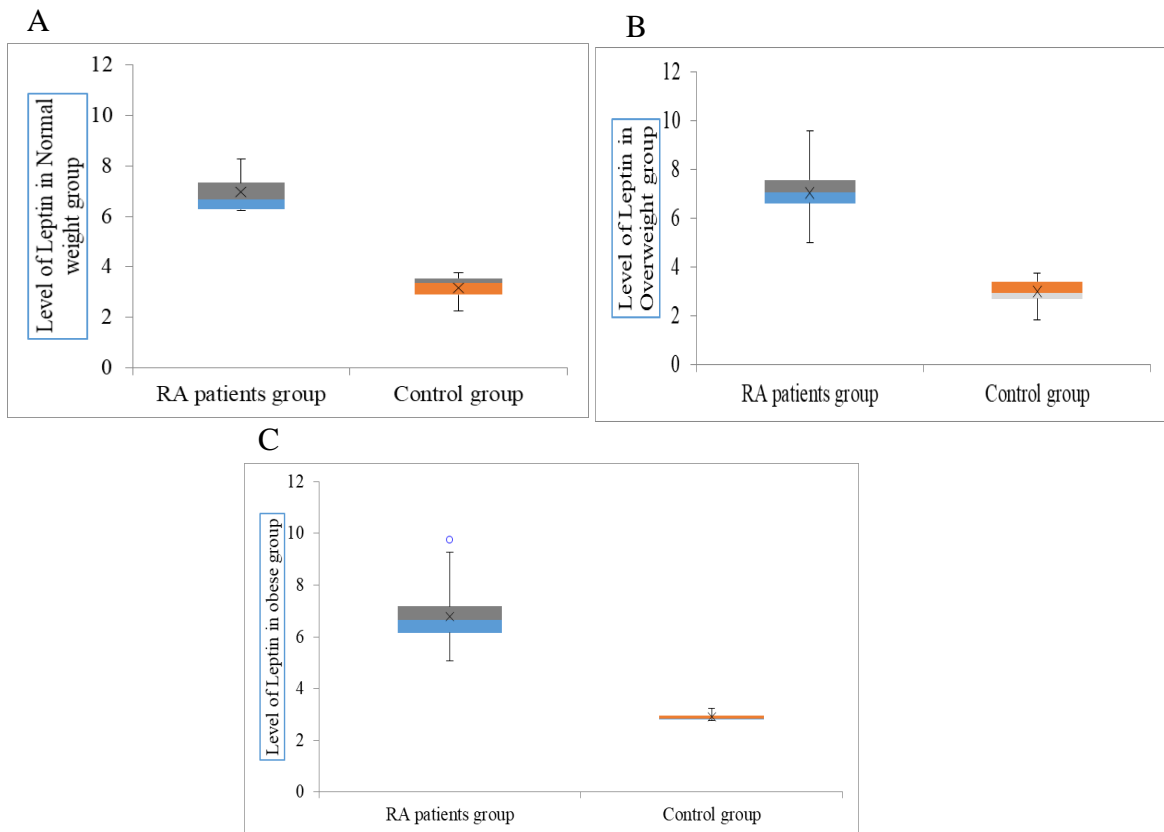 A
Level of Leptin in Normal
weight group
12
10
8
6
4
2
0
RA patients group
Control group
B
Level of Leptin in
Overweight group
12
10
8
6
4
2
0
RA patients group
Control group
C
Level of Leptin in obese group
12
10
8
6
4
2
0
RA patients group
Control group